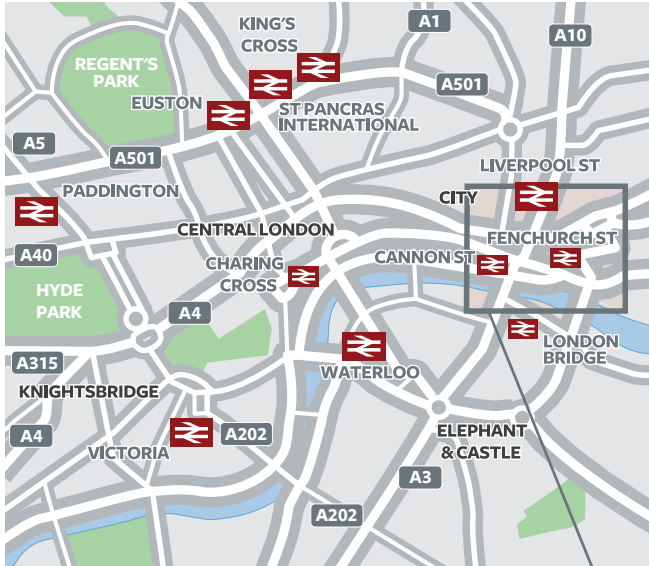 KING'S
CROSS
A1
A10
REGENT'S
PARK
A501
EUSTON
ST PANCRAS
INTERNATIONAL
A5
A501
LIVERPOOL ST
PADDINGTON
CITY
CENTRAL LONDON
FENCHURCH ST
A40
CHARING
CROSS
CANNON ST
HYDE
PARK
A4
LONDON
BRIDGE
A315
WATERLOO
KNIGHTSBRIDGE
A4
VICTORIA
A202
ELEPHANT
& CASTLE
A3
A202